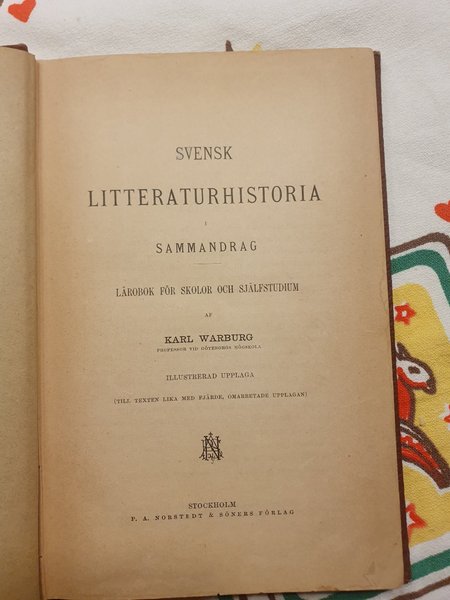 SVENSK
LITTERATURHISTORIA
I
SAMMANDRAG
LÄROBOK FÖR SKOLOR OCH SJÄLFSTUDIUM
AF
KARL WARBURG
PROFESSOR VID GÖTEBORGS HÖGSKOLA
ILLUSTRERAD UPPLAGA
(TILL TEXTEN LIKA MED FJÄRDE, OMARBETADE UPPLAGAN)
STOCKHOLM
P. A. NORSTEDT & SÖNERS FÖRLAG